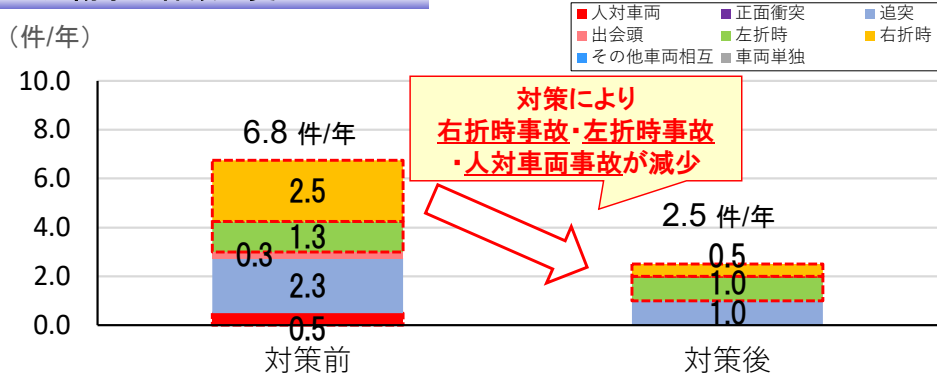 ■人対車両 ■正面衝突 ■追突
■出会頭 ■左折時 ■右折時
■その他車両相互 ■車両単独
（件/年）
10.0
8.0
6.0
4.0
2.0
0.0
対策により
右折時事故・左折時事故
・人対車両事故が減少
6.8 件/年
2.5
1.3
0.3
2.3
0.5
2.5 件/年
0.5
1.0
1.0
対策前
対策後